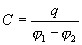 C = q / (φ₁ − φ₂)